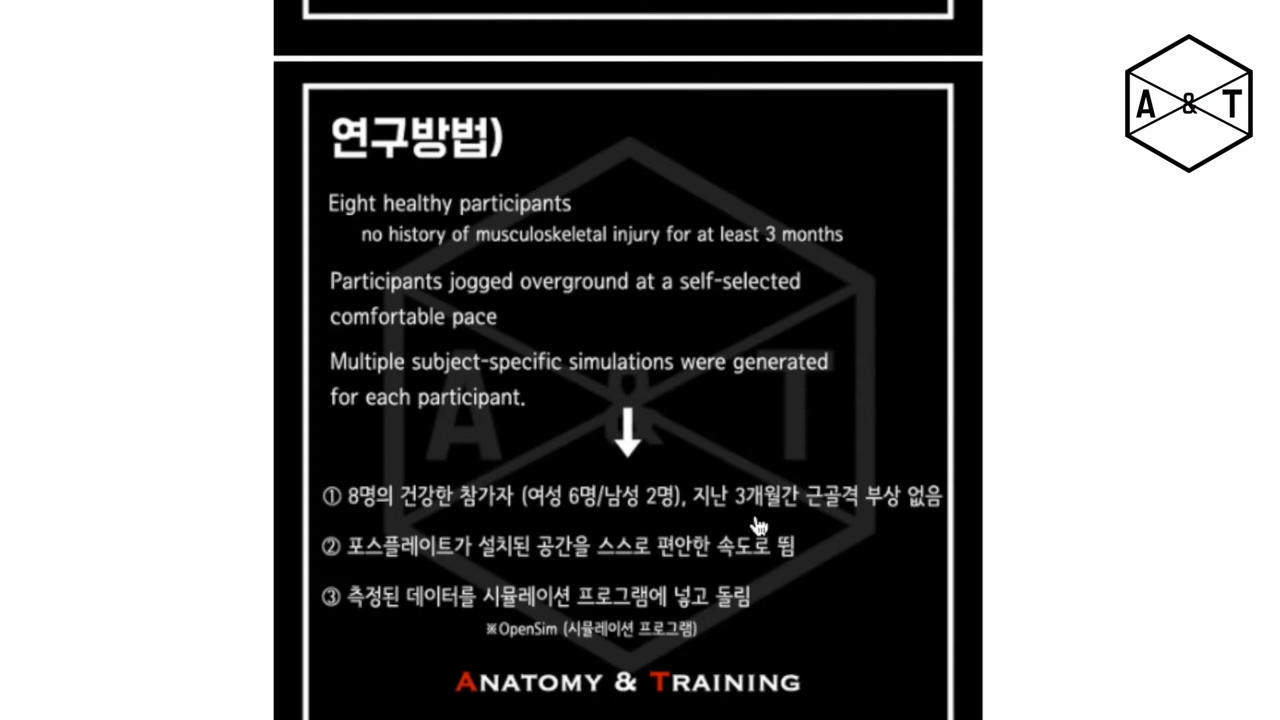 A & T
연구방법)
Eight healthy participants
no history of musculoskeletal injury for at least 3 months
Participants jogged overground at a self-selected
comfortable pace
Multiple subject-specific simulations were generated
for each participant.
A & T
① 8명의 건강한 참가자 (여성 6명/남성 2명), 지난 3개월간 근골격 부상 없음
② 포스플레이트가 설치된 공간을 스스로 편안한 속도로 뜀
③ 측정된 데이터를 시뮬레이션 프로그램에 넣고 돌림
※OpenSim (시뮬레이션 프로그램)
ANATOMY & TRAINING